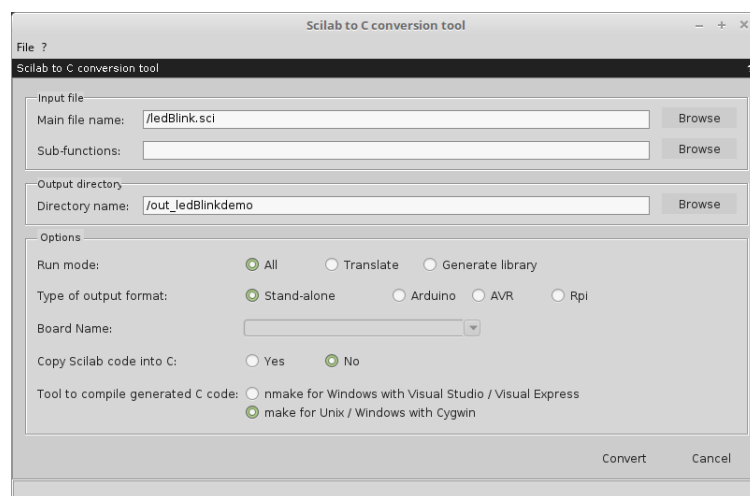 Scilab to C conversion tool
File ?
Scilab to C conversion tool ?
Input file
Main file name: /ledBlink.sci Browse
Sub-functions: Browse
Output directory
Directory name: /out_ledBlinkdemo Browse
Options
Run mode: All Translate Generate library
Type of output format: Stand-alone Arduino AVR Rpi
Board Name:
Copy Scilab code into C: Yes No
Tool to compile generated C code: nmake for Windows with Visual Studio / Visual Express
make for Unix / Windows with Cygwin
Convert Cancel